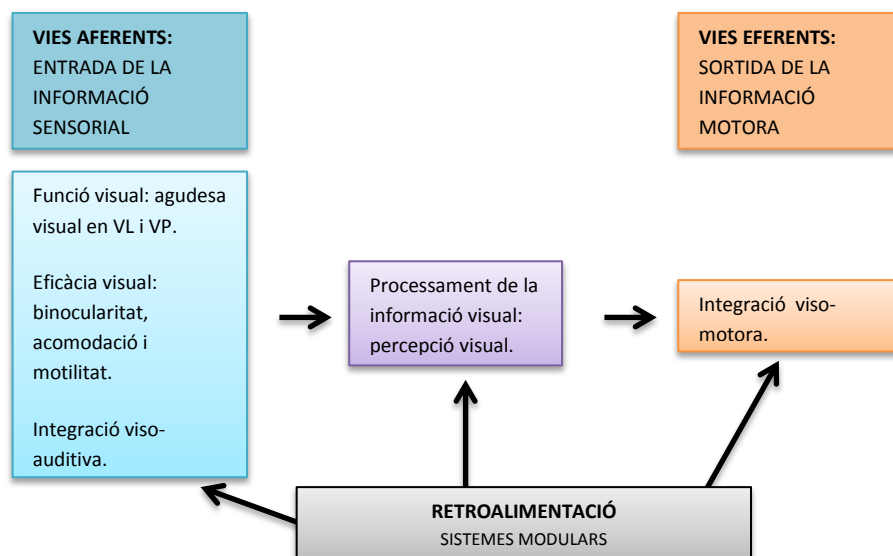 VIES AFERENTS:
ENTRADA DE LA
INFORMACIÓ
SENSORIAL
VIES EFERENTS:
SORTIDA DE LA
INFORMACIÓ
MOTORA
Funció visual: agudesa
visual en VL i VP.
Eficàcia visual:
binocularitat,
acomodació i
motilitat.
Integració viso-
auditiva.
Processament de la
informació visual:
percepció visual.
Integració viso-
motora.
RETROALIMENTACIÓ
SISTEMES MODULARS